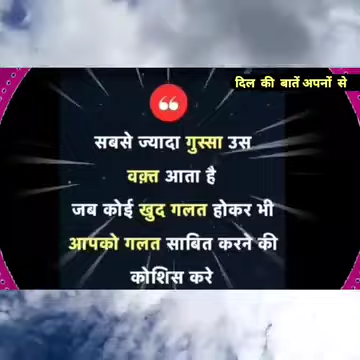 दिल की बातें अपनों से
सबसे ज्यादा गुस्सा उस
वक़्त आता है
जब कोई खुद गलत होकर भी
आपको गलत साबित करने की
कोशिस करे